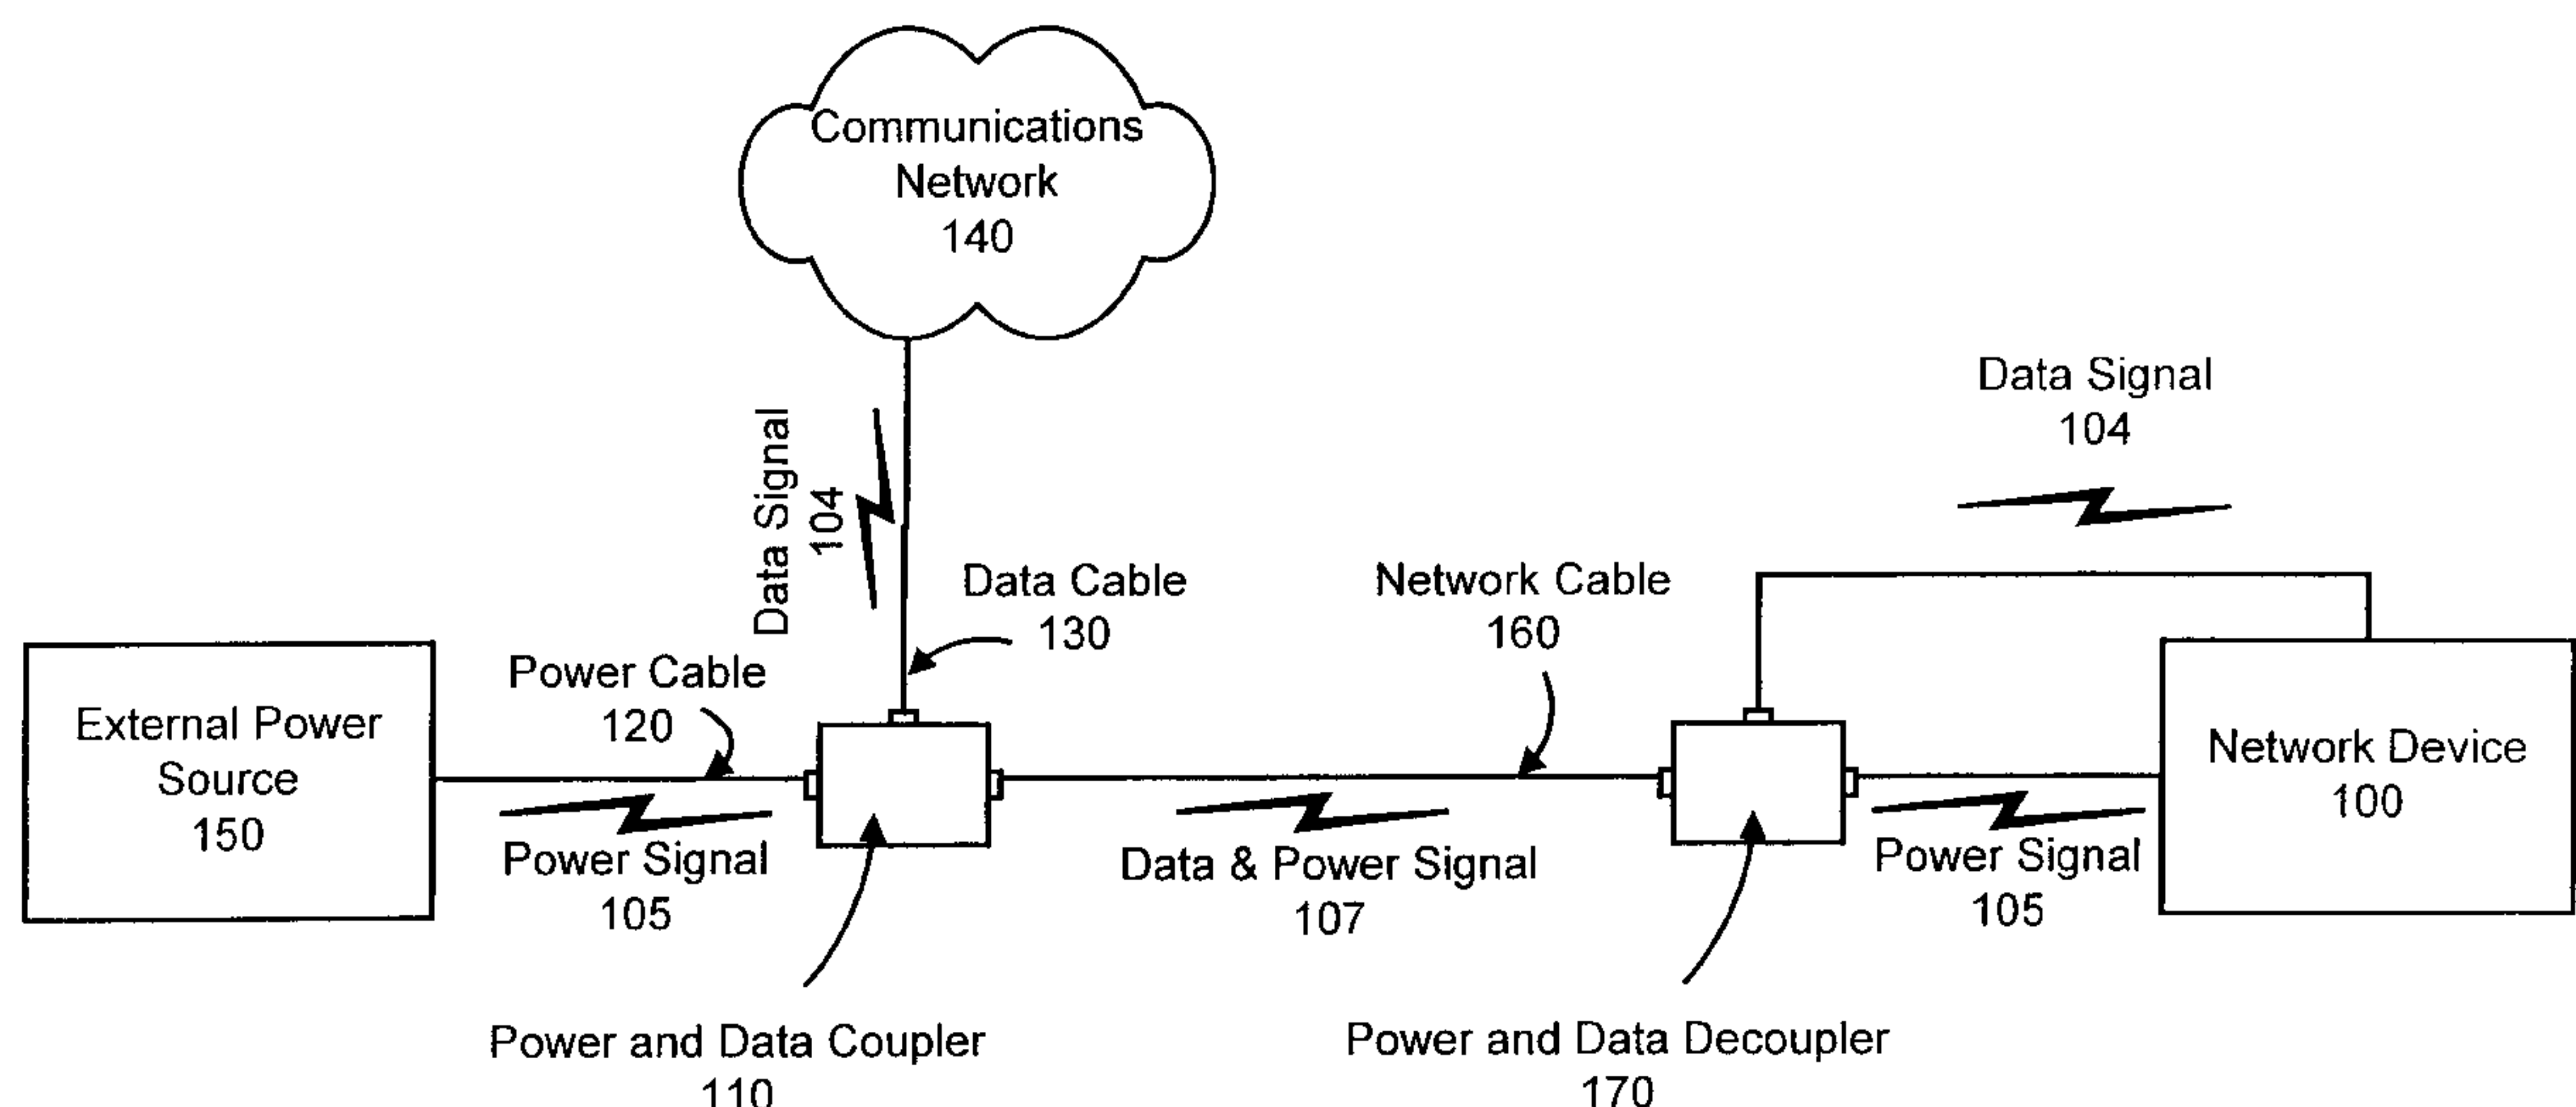 Communications
Network
140
Data Signal
104
Data Signal
104
Data Cable
130
Network Cable
160
Power Cable
120
External Power
Source
150
Network Device
100
Power Signal
105
Data & Power Signal
107
Power Signal
105
Power and Data Coupler
110
Power and Data Decoupler
170